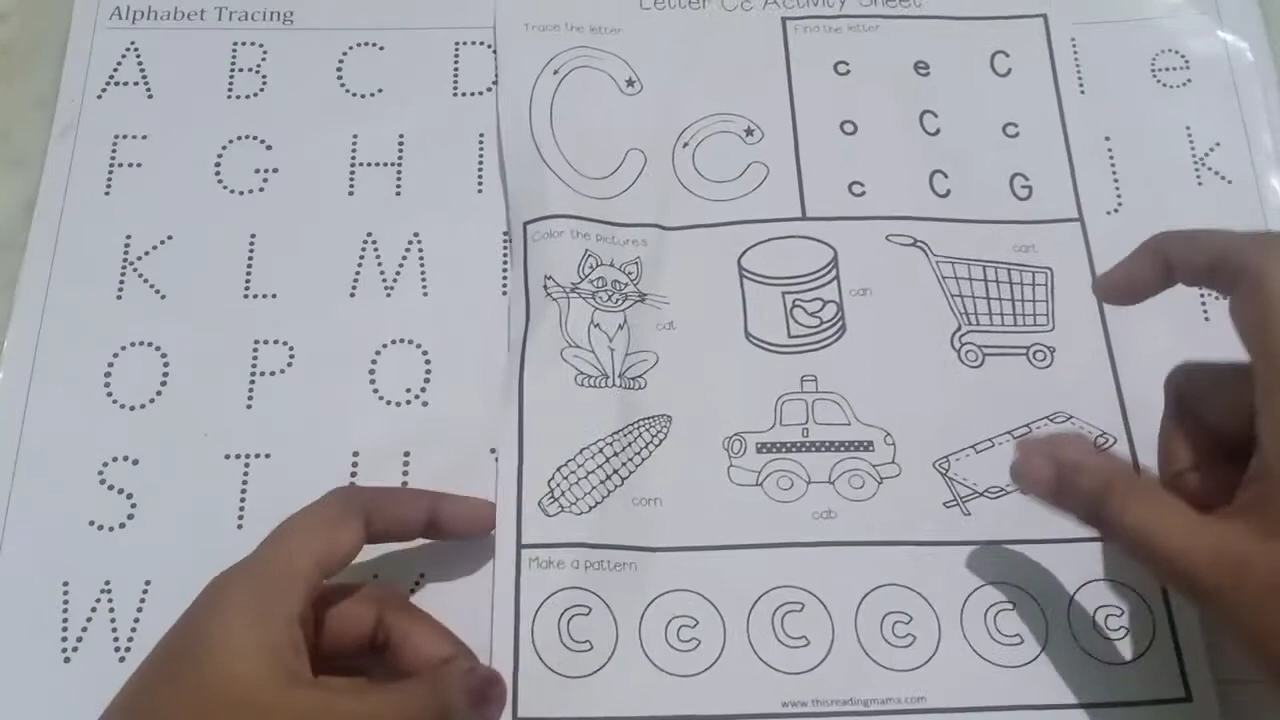 Alphabet Tracing
A B C D
F G H I
K L M
O P Q
S T U
W
Letter Cc Activity Sheet
Trace the letter
C c
Find the letter
c e C
o C c
c C G
Color the pictures
cat
can
cart
corn
cab
Make a pattern
C c C c C c
www.thisreadingmama.com
e
j k